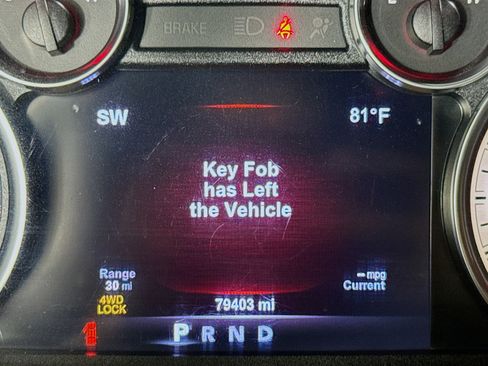 BRAKE
SW
81°F
Key Fob
has Left
the Vehicle
Range
30 mi
-- mpg
Current
4WD
LOCK
79403 mi
P R N D